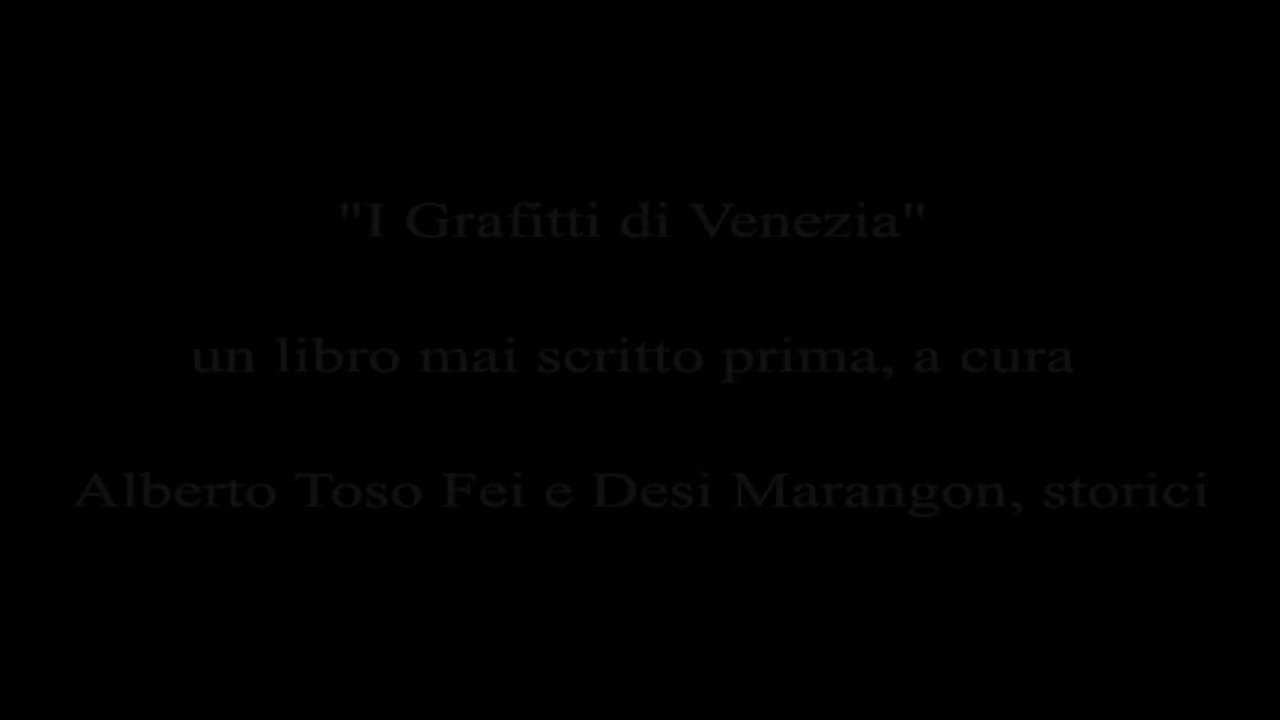 "I Grafitti di Venezia"
un libro mai scritto prima, a cura
Alberto Toso Fei e Desi Marangon, storici